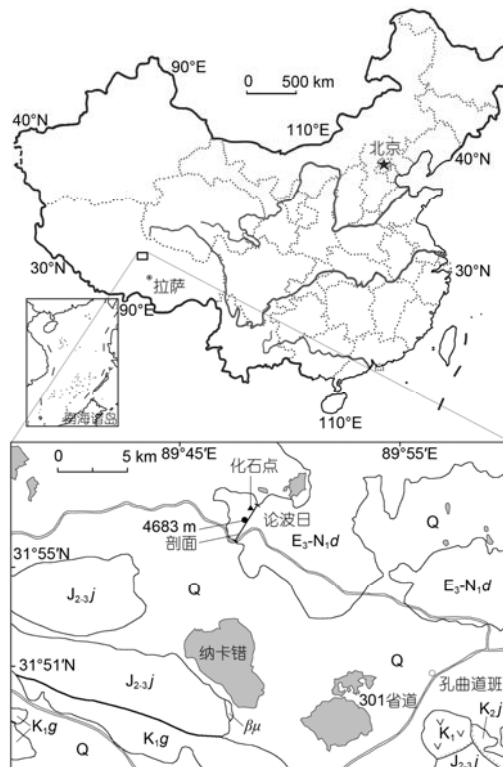 90°E
0 500 km
110°E
40°N
北京
40°N
30°N
拉萨
30°N
90°E
南海诸岛
110°E
0 5 km
89°45′E
89°55′E
化石点
4683 m
论波日
剖面
Q
E₃-N₁d
31°55′N
J₂₋₃j
Q
E₃-N₁d
纳卡错
31°51′N
J₂₋₃j
Q
孔曲道班
301省道
K₁g
βμ
K₂j
K₁
Q
K₁g
J₂₋₃j